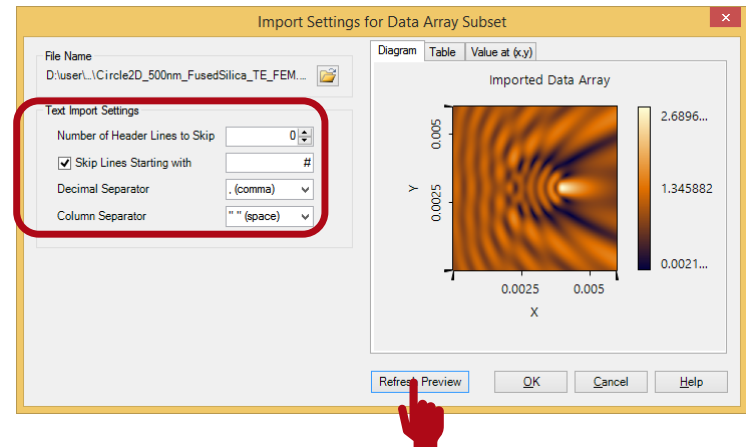 Import Settings for Data Array Subset
File Name
D:\user\...\Circle2D_500nm_FusedSilica_TE_FEM....
Text Import Settings
Number of Header Lines to Skip 0
Skip Lines Starting with #
Decimal Separator . (comma)
Column Separator " " (space)
Diagram Table Value at (x,y)
Imported Data Array
2.6896...
1.345882
0.0021...
0.005
0.0025
Y
0.0025 0.005
X
Refresh Preview OK Cancel Help